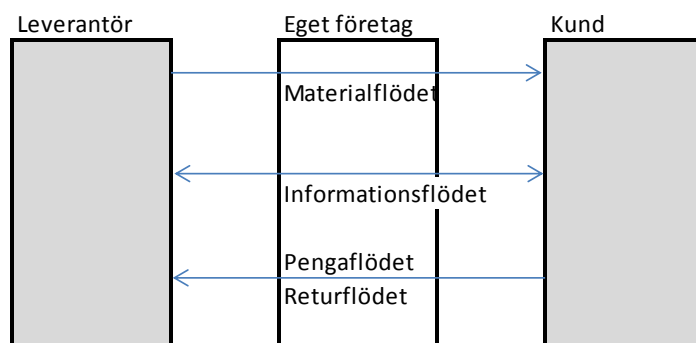 Leverantör
Eget företag
Kund
Materialflödet
Informationsflödet
Pengaflödet
Returflödet